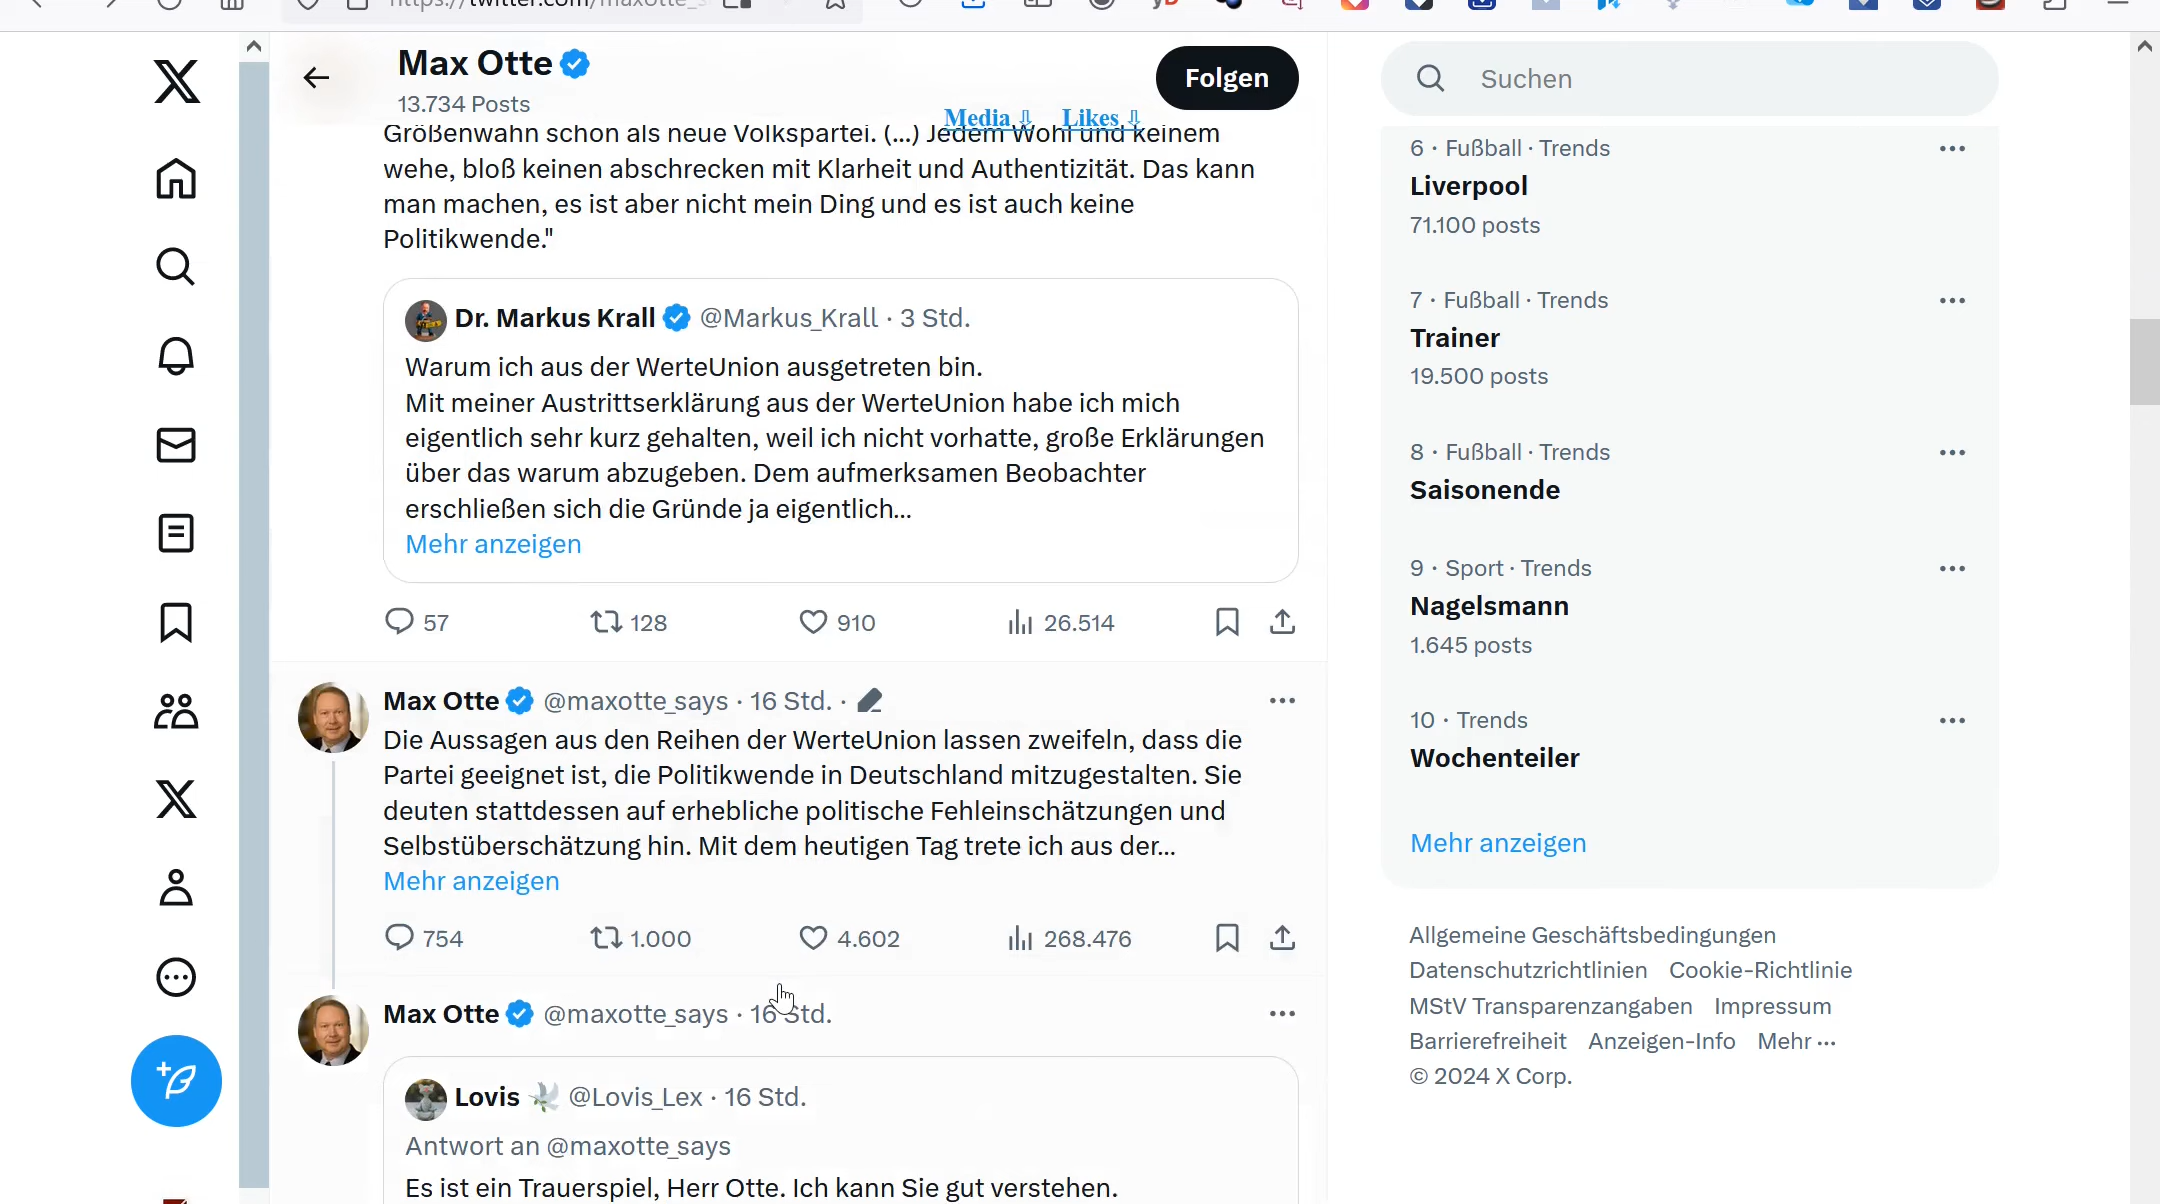 Max Otte
13.734 Posts
Folgen
Media ⇩ Likes ⇩
Größenwahn schon als neue Volkspartei. (...) Jedem Wohl und keinem
wehe, bloß keinen abschrecken mit Klarheit und Authentizität. Das kann
man machen, es ist aber nicht mein Ding und es ist auch keine
Politikwende."
Dr. Markus Krall @Markus_Krall · 3 Std.
Warum ich aus der WerteUnion ausgetreten bin.
Mit meiner Austrittserklärung aus der WerteUnion habe ich mich
eigentlich sehr kurz gehalten, weil ich nicht vorhatte, große Erklärungen
über das warum abzugeben. Dem aufmerksamen Beobachter
erschließen sich die Gründe ja eigentlich...
Mehr anzeigen
57 128 910 26.514
Max Otte @maxotte_says · 16 Std. ·
Die Aussagen aus den Reihen der WerteUnion lassen zweifeln, dass die
Partei geeignet ist, die Politikwende in Deutschland mitzugestalten. Sie
deuten stattdessen auf erhebliche politische Fehleinschätzungen und
Selbstüberschätzung hin. Mit dem heutigen Tag trete ich aus der...
Mehr anzeigen
754 1.000 4.602 268.476
Max Otte @maxotte_says · 16 Std.
Lovis @Lovis_Lex · 16 Std.
Antwort an @maxotte_says
Es ist ein Trauerspiel, Herr Otte. Ich kann Sie gut verstehen.
Suchen
6 · Fußball · Trends
Liverpool
71.100 posts
7 · Fußball · Trends
Trainer
19.500 posts
8 · Fußball · Trends
Saisonende
9 · Sport · Trends
Nagelsmann
1.645 posts
10 · Trends
Wochenteiler
Mehr anzeigen
Allgemeine Geschäftsbedingungen
Datenschutzrichtlinien Cookie-Richtlinie
MStV Transparenzangaben Impressum
Barrierefreiheit Anzeigen-Info Mehr ···
© 2024 X Corp.